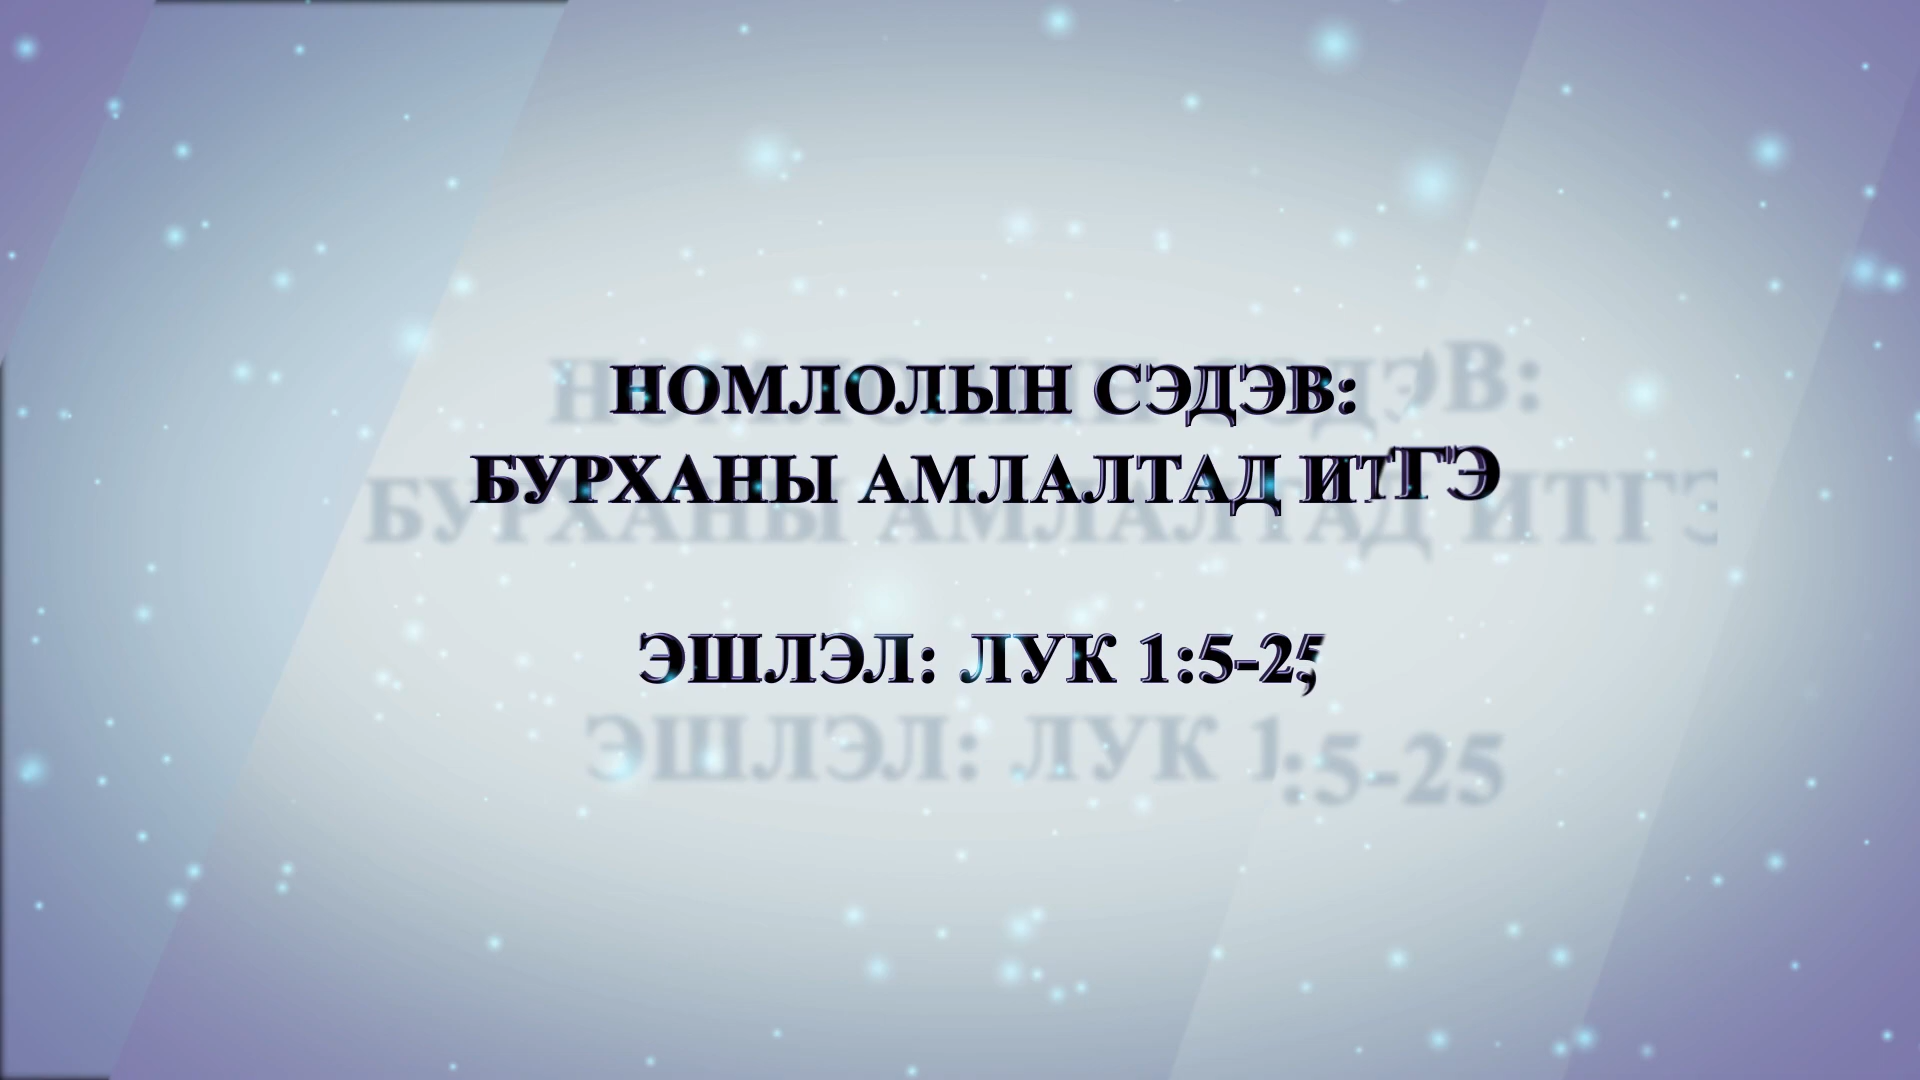 НОМЛОЛЫН СЭДЭВ:
БУРХАНЫ АМЛАЛТАД ИТГЭ
ЭШЛЭЛ: ЛУК 1:5-25